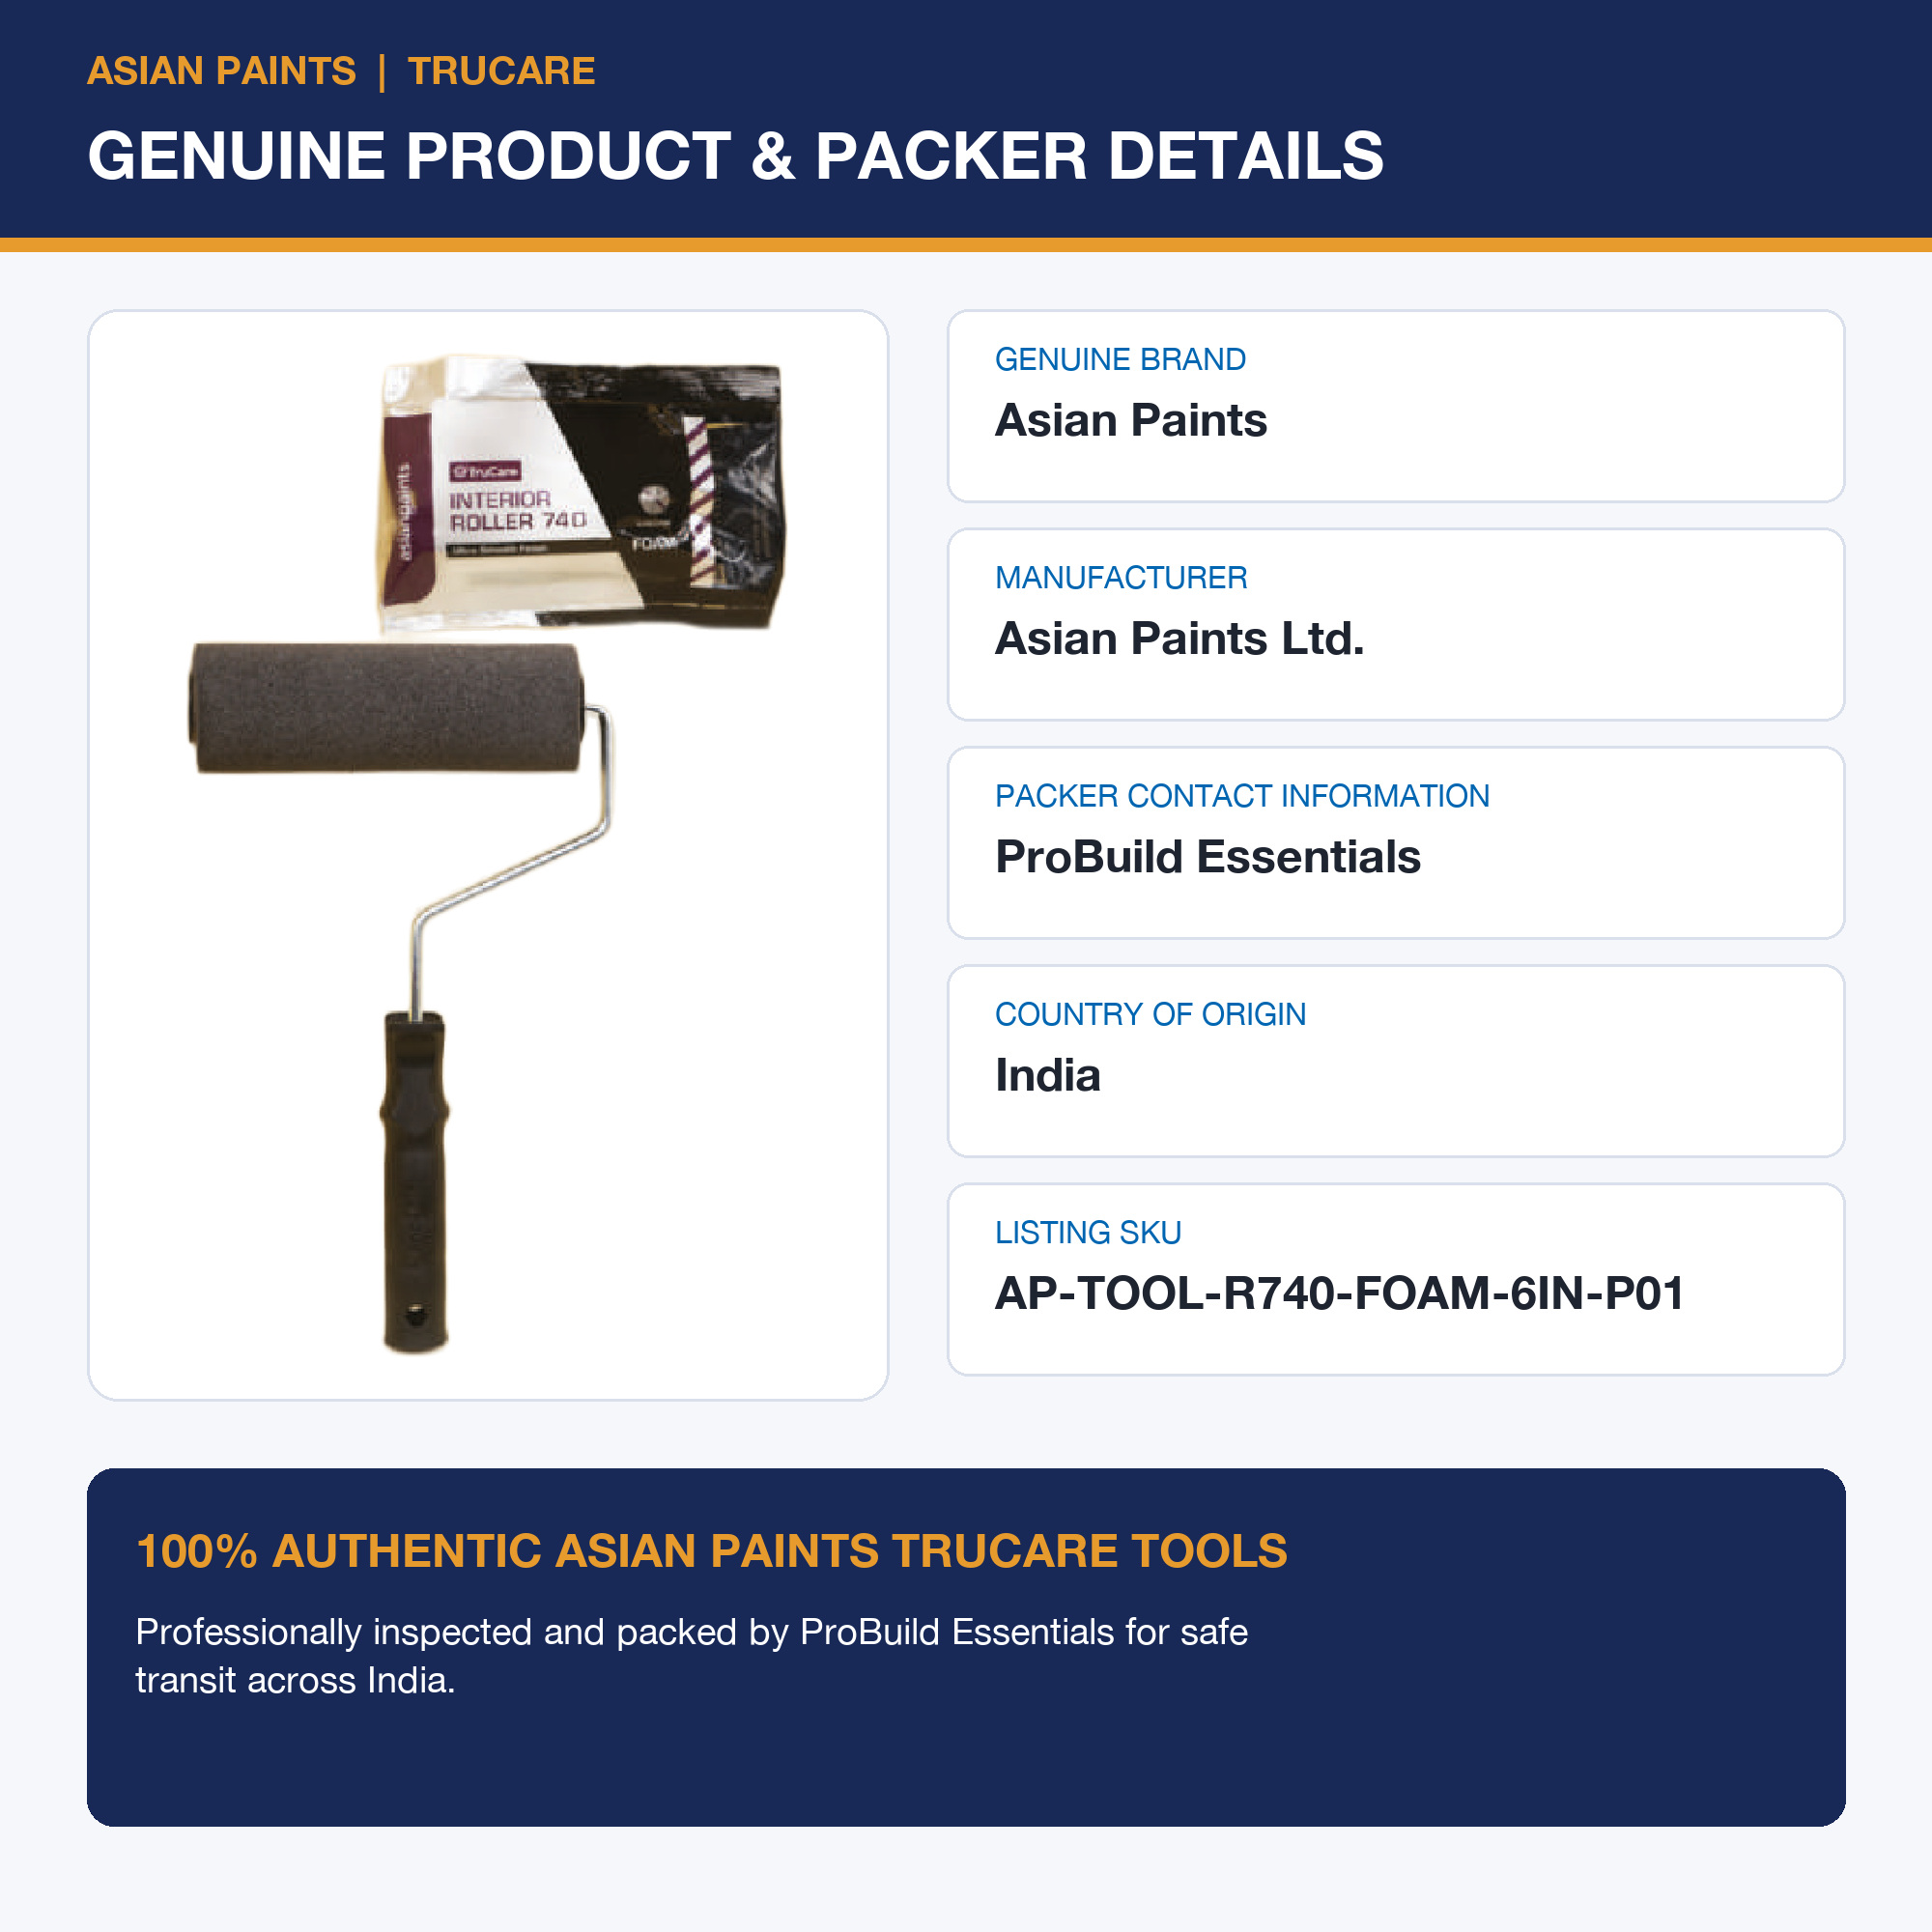 ASIAN PAINTS | TRUCARE
GENUINE PRODUCT & PACKER DETAILS
asianpaints
TruCare
INTERIOR
ROLLER 740
FOAM
GENUINE BRAND
Asian Paints
MANUFACTURER
Asian Paints Ltd.
PACKER CONTACT INFORMATION
ProBuild Essentials
COUNTRY OF ORIGIN
India
LISTING SKU
AP-TOOL-R740-FOAM-6IN-P01
100% AUTHENTIC ASIAN PAINTS TRUCARE TOOLS
Professionally inspected and packed by ProBuild Essentials for safe
transit across India.